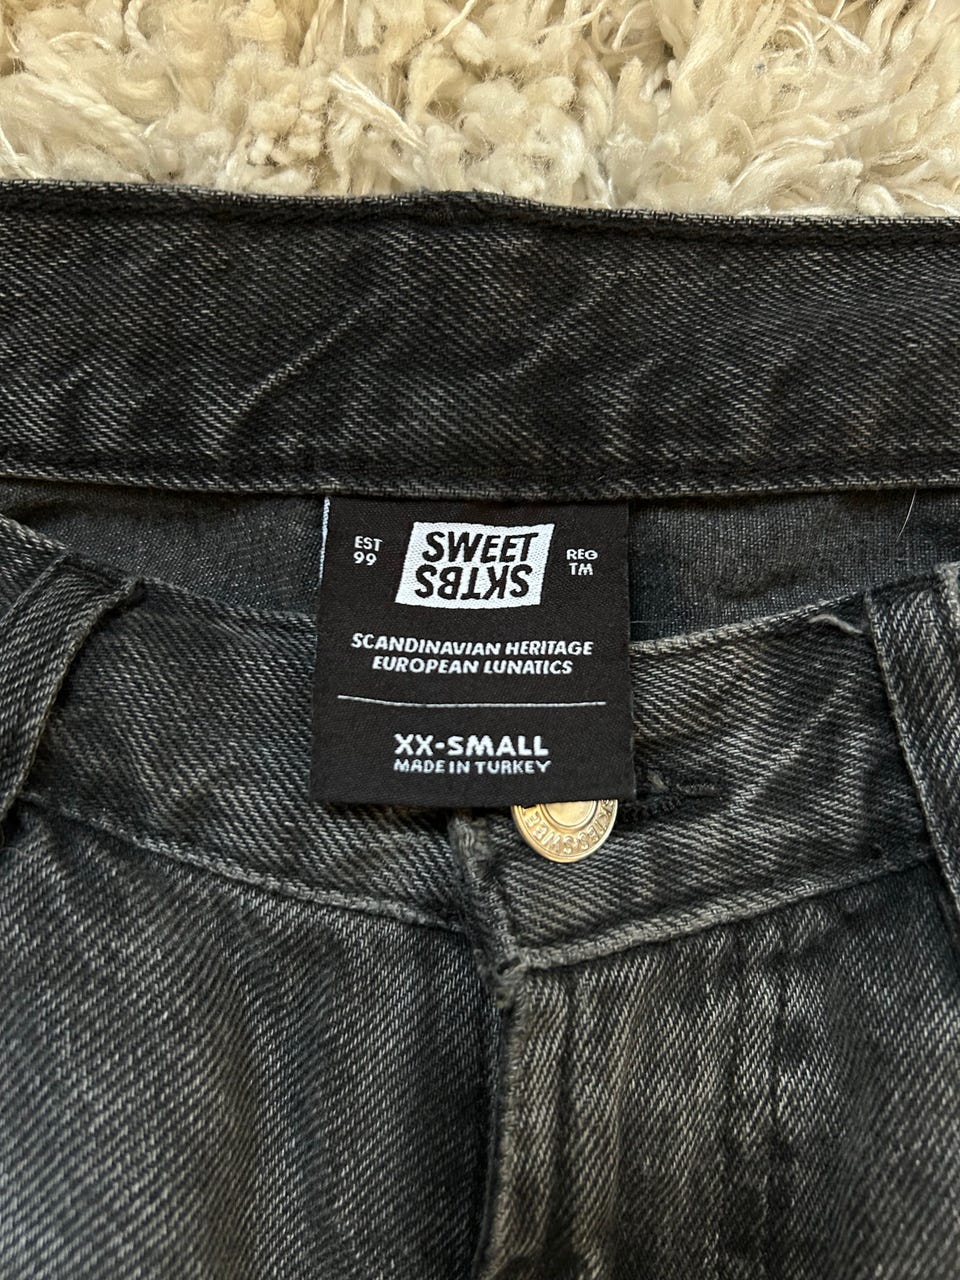 EST
99
SWEET
SKTBS
REG
TM
SCANDINAVIAN HERITAGE
EUROPEAN LUNATICS
XX-SMALL
MADE IN TURKEY